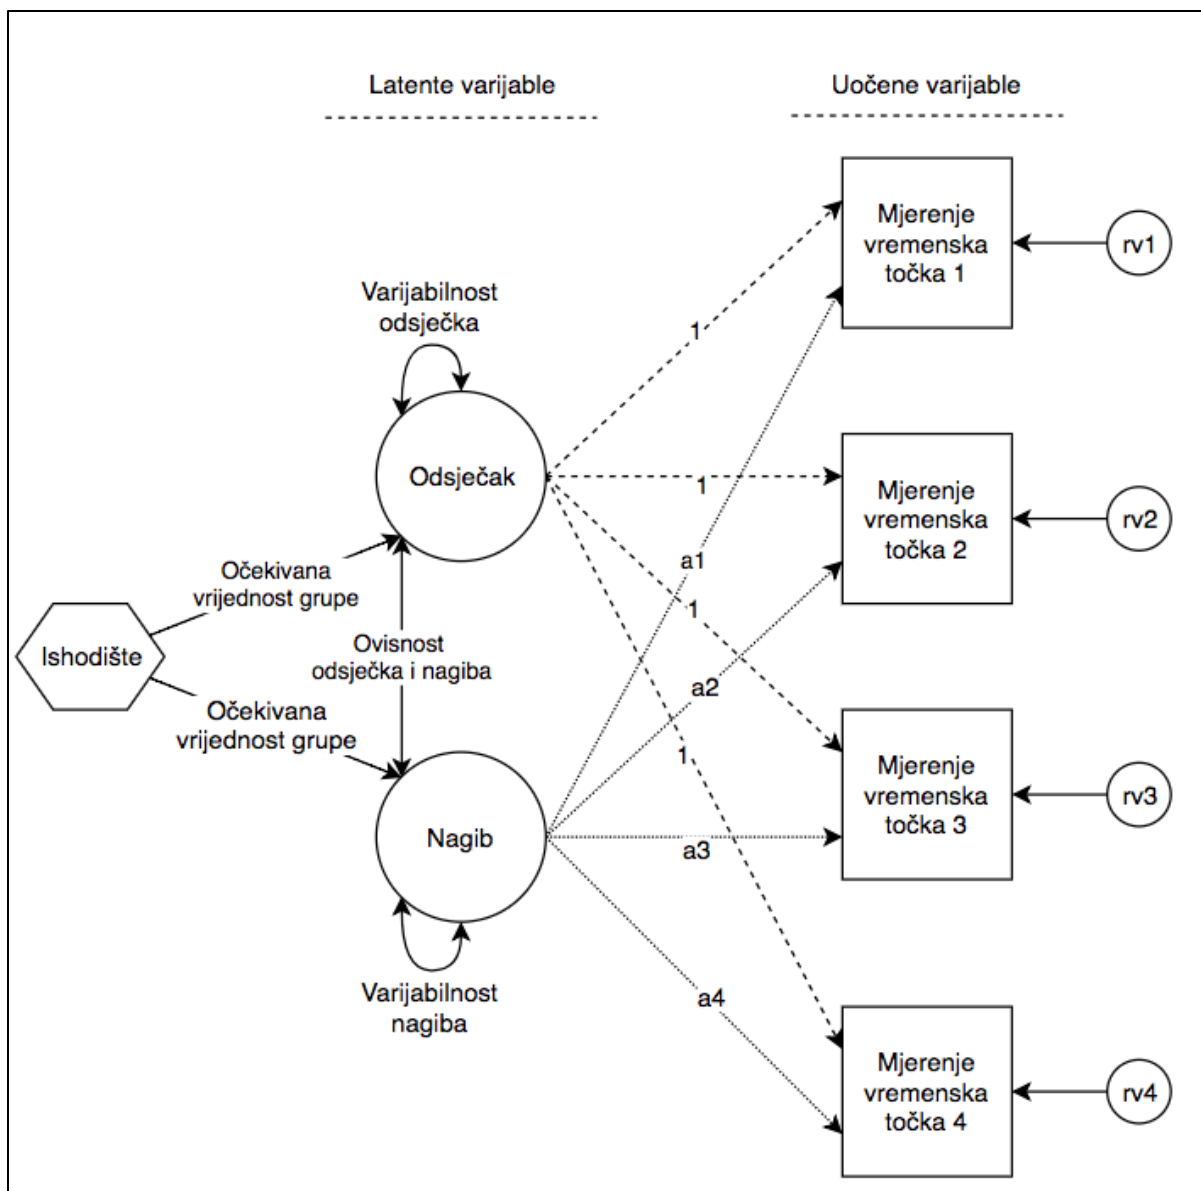 Latente varijable
Uočene varijable
Mjerenje
vremenska
točka 1
rv1
Varijabilnost
odsječka
1
Odsječak
1
Mjerenje
vremenska
točka 2
rv2
a1
Očekivana
vrijednost grupe
1
Ishodište
Ovisnost
odsječka i nagiba
a2
Očekivana
vrijednost grupe
1
Mjerenje
vremenska
točka 3
rv3
Nagib
a3
Varijabilnost
nagiba
a4
Mjerenje
vremenska
točka 4
rv4